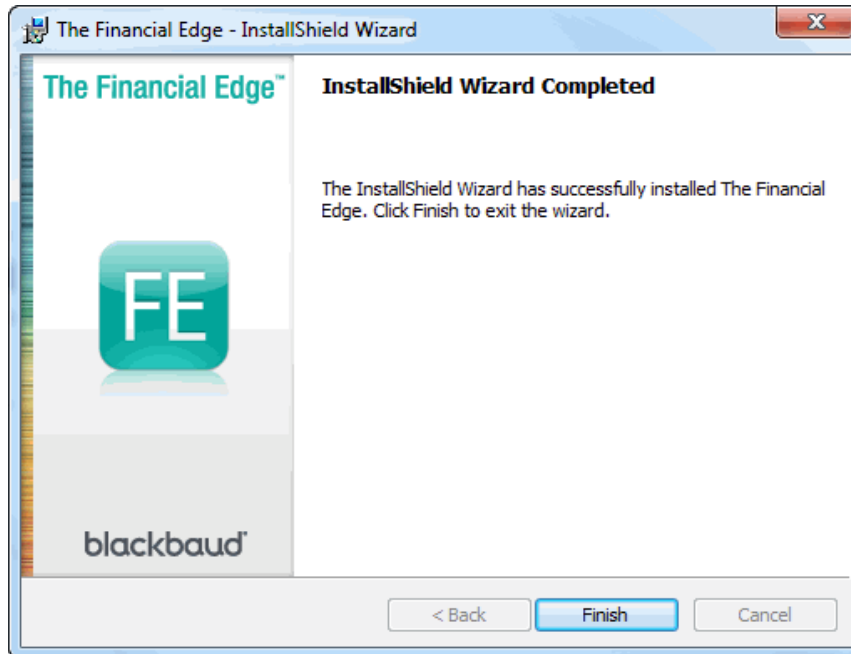 The Financial Edge - InstallShield Wizard
The Financial Edge™
InstallShield Wizard Completed
The InstallShield Wizard has successfully installed The Financial
Edge. Click Finish to exit the wizard.
FE
blackbaud®
< Back
Finish
Cancel